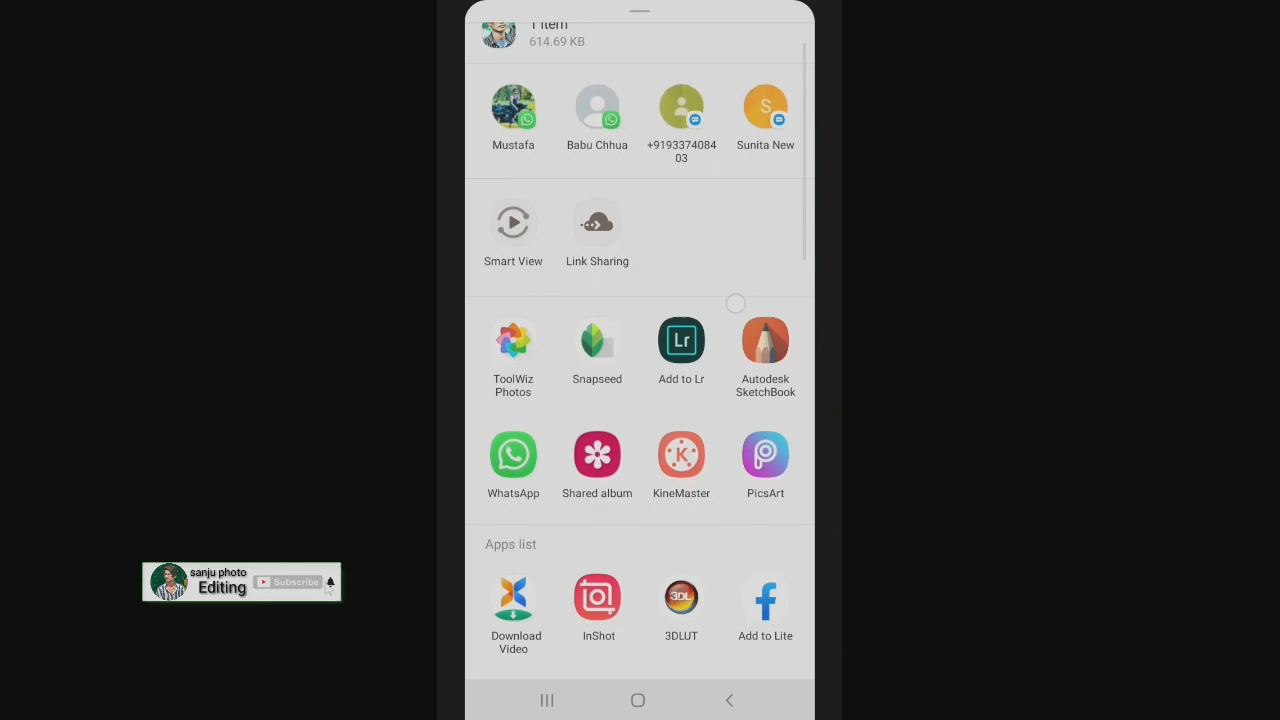 1 item
614.69 KB
Mustafa
Babu Chhua
+9193374084
03
Sunita New
S
Smart View
Link Sharing
Lr
ToolWiz
Photos
Snapseed
Add to Lr
Autodesk
SketchBook
K
WhatsApp
Shared album
KineMaster
PicsArt
Apps list
3DL
Download
Video
InShot
3DLUT
Add to Lite
sanju photo
Editing
Subscribe